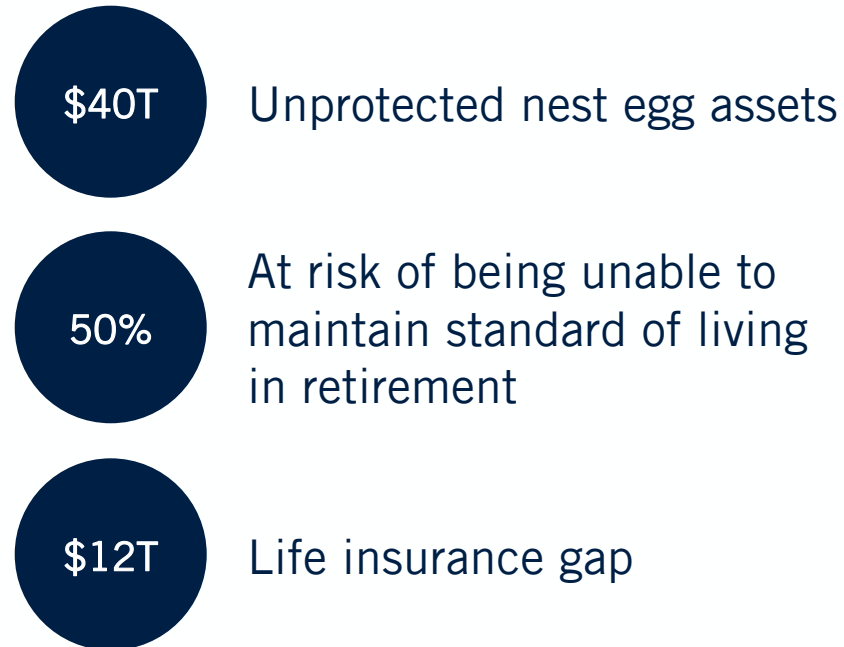 $40T
Unprotected nest egg assets
50%
At risk of being unable to
maintain standard of living
in retirement
$12T
Life insurance gap